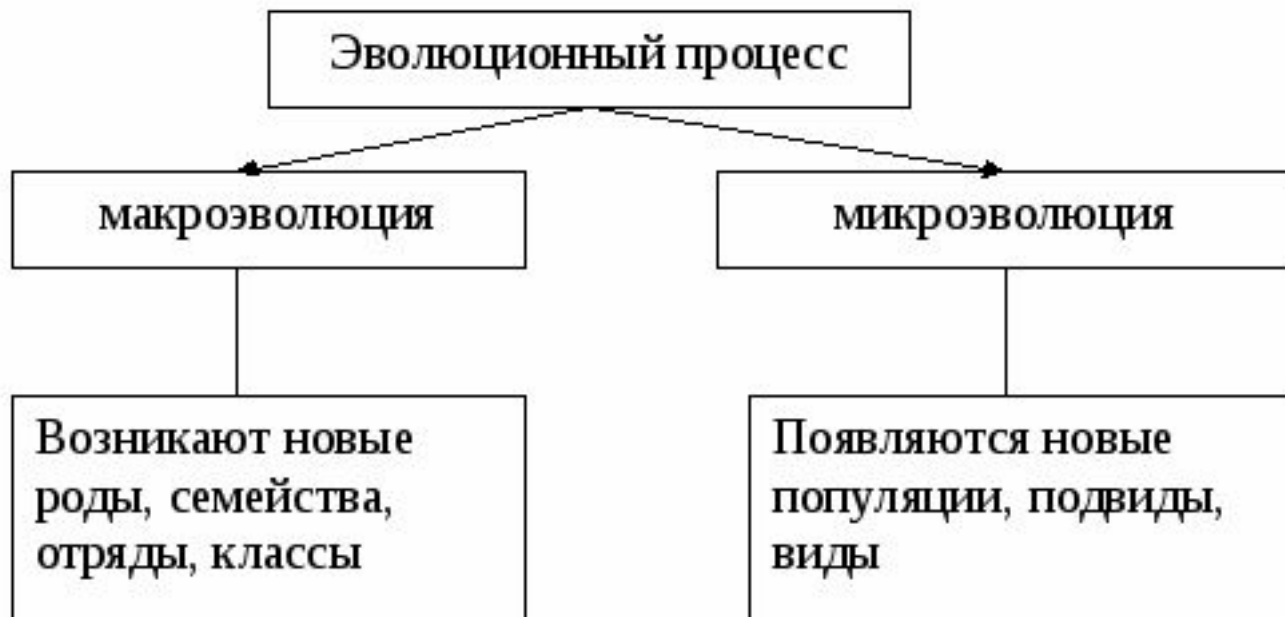 Эволюционный процесс
макроэволюция
микроэволюция
Возникают новые
роды, семейства,
отряды, классы
Появляются новые
популяции, подвиды,
виды